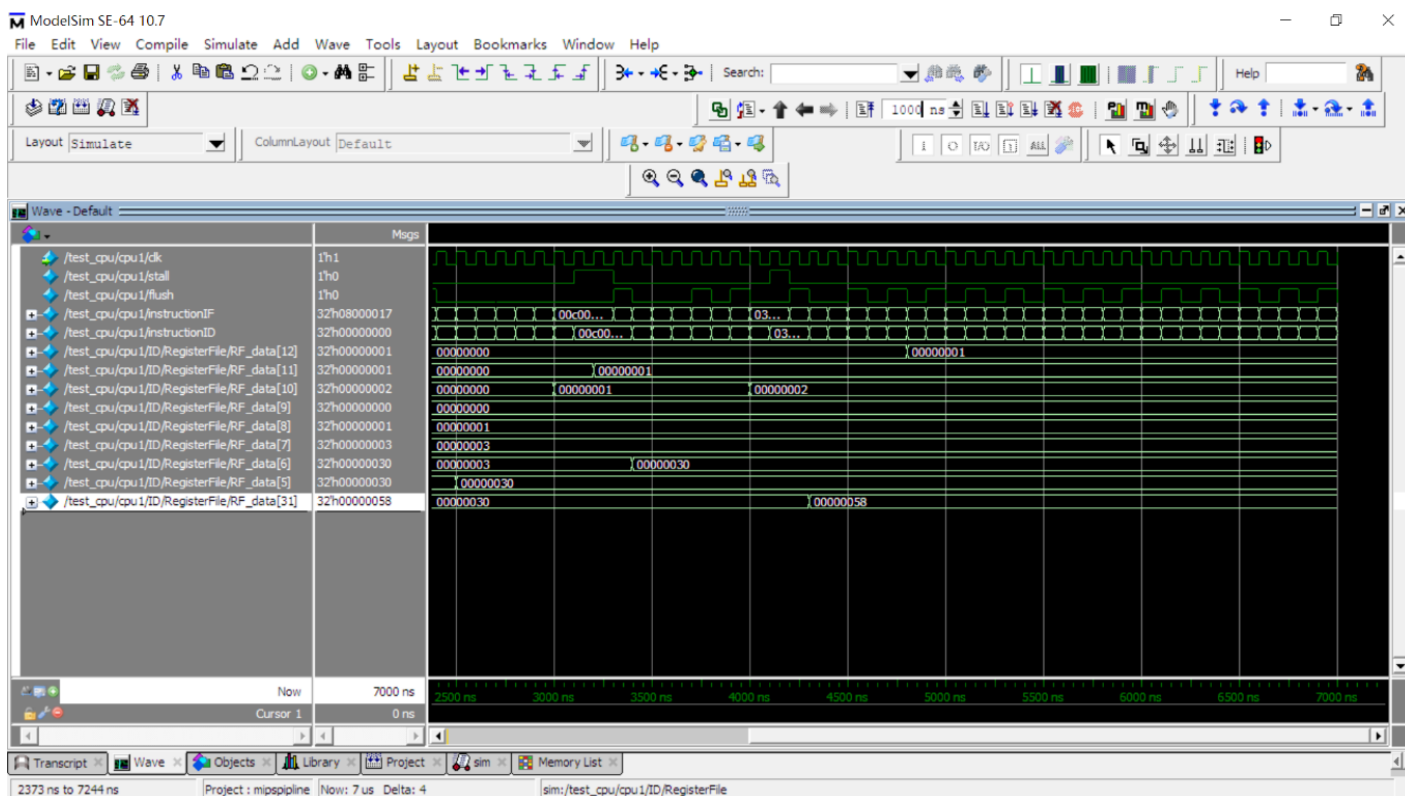 ModelSim SE-64 10.7
File Edit View Compile Simulate Add Wave Tools Layout Bookmarks Window Help
Search: Help
1000 ns
Layout Simulate ColumnLayout Default
Wave - Default
Msgs
/test_cpu/cpu1/clk 1'h1
/test_cpu/cpu1/stall 1'h0
/test_cpu/cpu1/flush 1'h0
/test_cpu/cpu1/instructionIF 32'h08000017 00c00... 03...
/test_cpu/cpu1/instructionID 32'h00000000 00c00... 03...
/test_cpu/cpu1/ID/RegisterFile/RF_data[12] 32'h00000001 00000000 00000001
/test_cpu/cpu1/ID/RegisterFile/RF_data[11] 32'h00000001 00000000 00000001
/test_cpu/cpu1/ID/RegisterFile/RF_data[10] 32'h00000002 00000000 00000001 00000002
/test_cpu/cpu1/ID/RegisterFile/RF_data[9] 32'h00000000 00000000
/test_cpu/cpu1/ID/RegisterFile/RF_data[8] 32'h00000001 00000001
/test_cpu/cpu1/ID/RegisterFile/RF_data[7] 32'h00000003 00000003
/test_cpu/cpu1/ID/RegisterFile/RF_data[6] 32'h00000030 00000003 00000030
/test_cpu/cpu1/ID/RegisterFile/RF_data[5] 32'h00000030 00000030
/test_cpu/cpu1/ID/RegisterFile/RF_data[31] 32'h00000058 00000030 00000058
Now 7000 ns 2500 ns 3000 ns 3500 ns 4000 ns 4500 ns 5000 ns 5500 ns 6000 ns 6500 ns 7000 ns
Cursor 1 0 ns
Transcript Wave Objects Library Project sim Memory List
2373 ns to 7244 ns Project : mipspipline Now: 7 us Delta: 4 sim:/test_cpu/cpu1/ID/RegisterFile